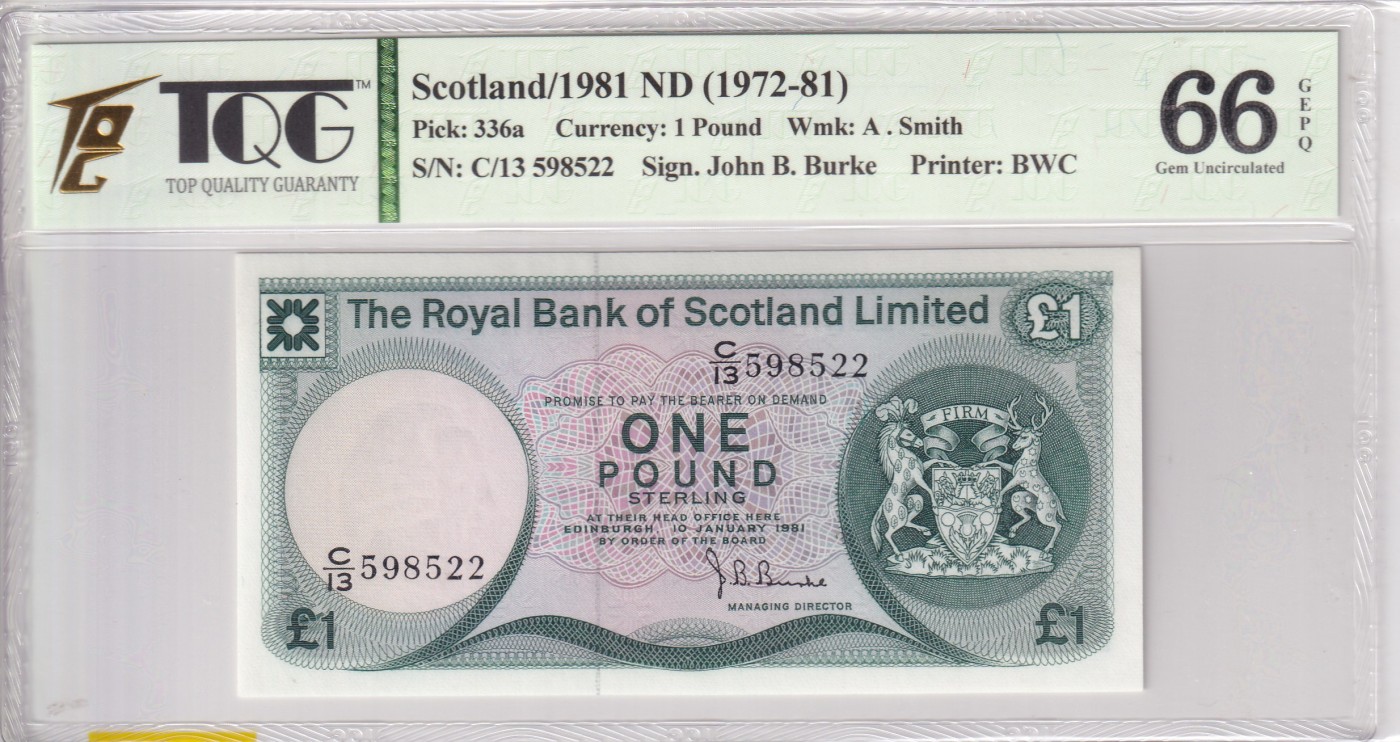 TQG™
TOP QUALITY GUARANTY
Scotland/1981 ND (1972-81)
Pick: 336a Currency: 1 Pound Wmk: A . Smith
S/N: C/13 598522 Sign. John B. Burke Printer: BWC
66
GEPQ
Gem Uncirculated
The Royal Bank of Scotland Limited
£1
C/13 598522
PROMISE TO PAY THE BEARER ON DEMAND
ONE
POUND
STERLING
AT THEIR HEAD OFFICE HERE
EDINBURGH 10 JANUARY 1981
BY ORDER OF THE BOARD
J.B. Burke
MANAGING DIRECTOR
FIRM
C/13 598522
£1
£1